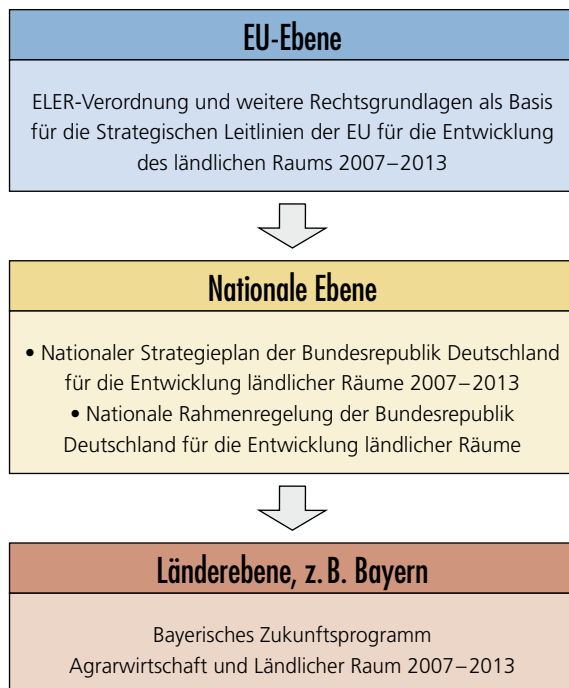 EU-Ebene
ELER-Verordnung und weitere Rechtsgrundlagen als Basis
für die Strategischen Leitlinien der EU für die Entwicklung
des ländlichen Raums 2007–2013
Nationale Ebene
• Nationaler Strategieplan der Bundesrepublik Deutschland
für die Entwicklung ländlicher Räume 2007–2013
• Nationale Rahmenregelung der Bundesrepublik
Deutschland für die Entwicklung ländlicher Räume
Länderebene, z. B. Bayern
Bayerisches Zukunftsprogramm
Agrarwirtschaft und Ländlicher Raum 2007–2013